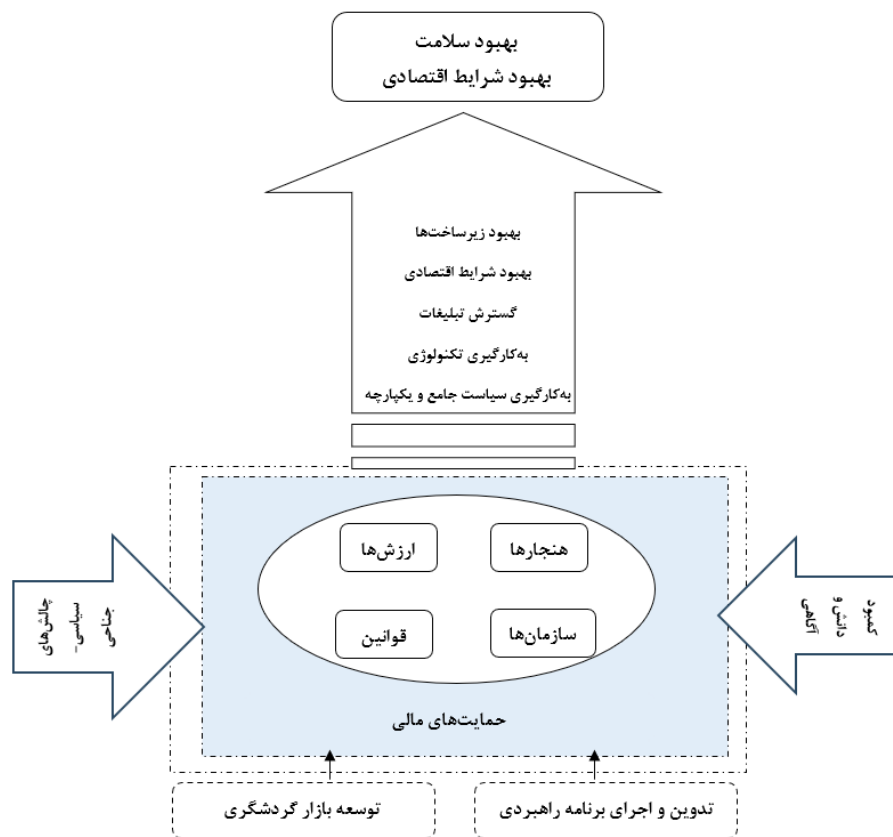 بهبود سلامت
بهبود شرایط اقتصادی
بهبود زیرساخت‌ها
بهبود شرایط اقتصادی
گسترش تبلیغات
به‌کارگیری تکنولوژی
به‌کارگیری سیاست جامع و یکپارچه
هنجارها
ارزش‌ها
سازمان‌ها
قوانین
کمبود
دانش و
آگاهی
چالش‌های
سیاسی-
جناحی
حمایت‌های مالی
تدوین و اجرای برنامه راهبردی
توسعه بازار گردشگری